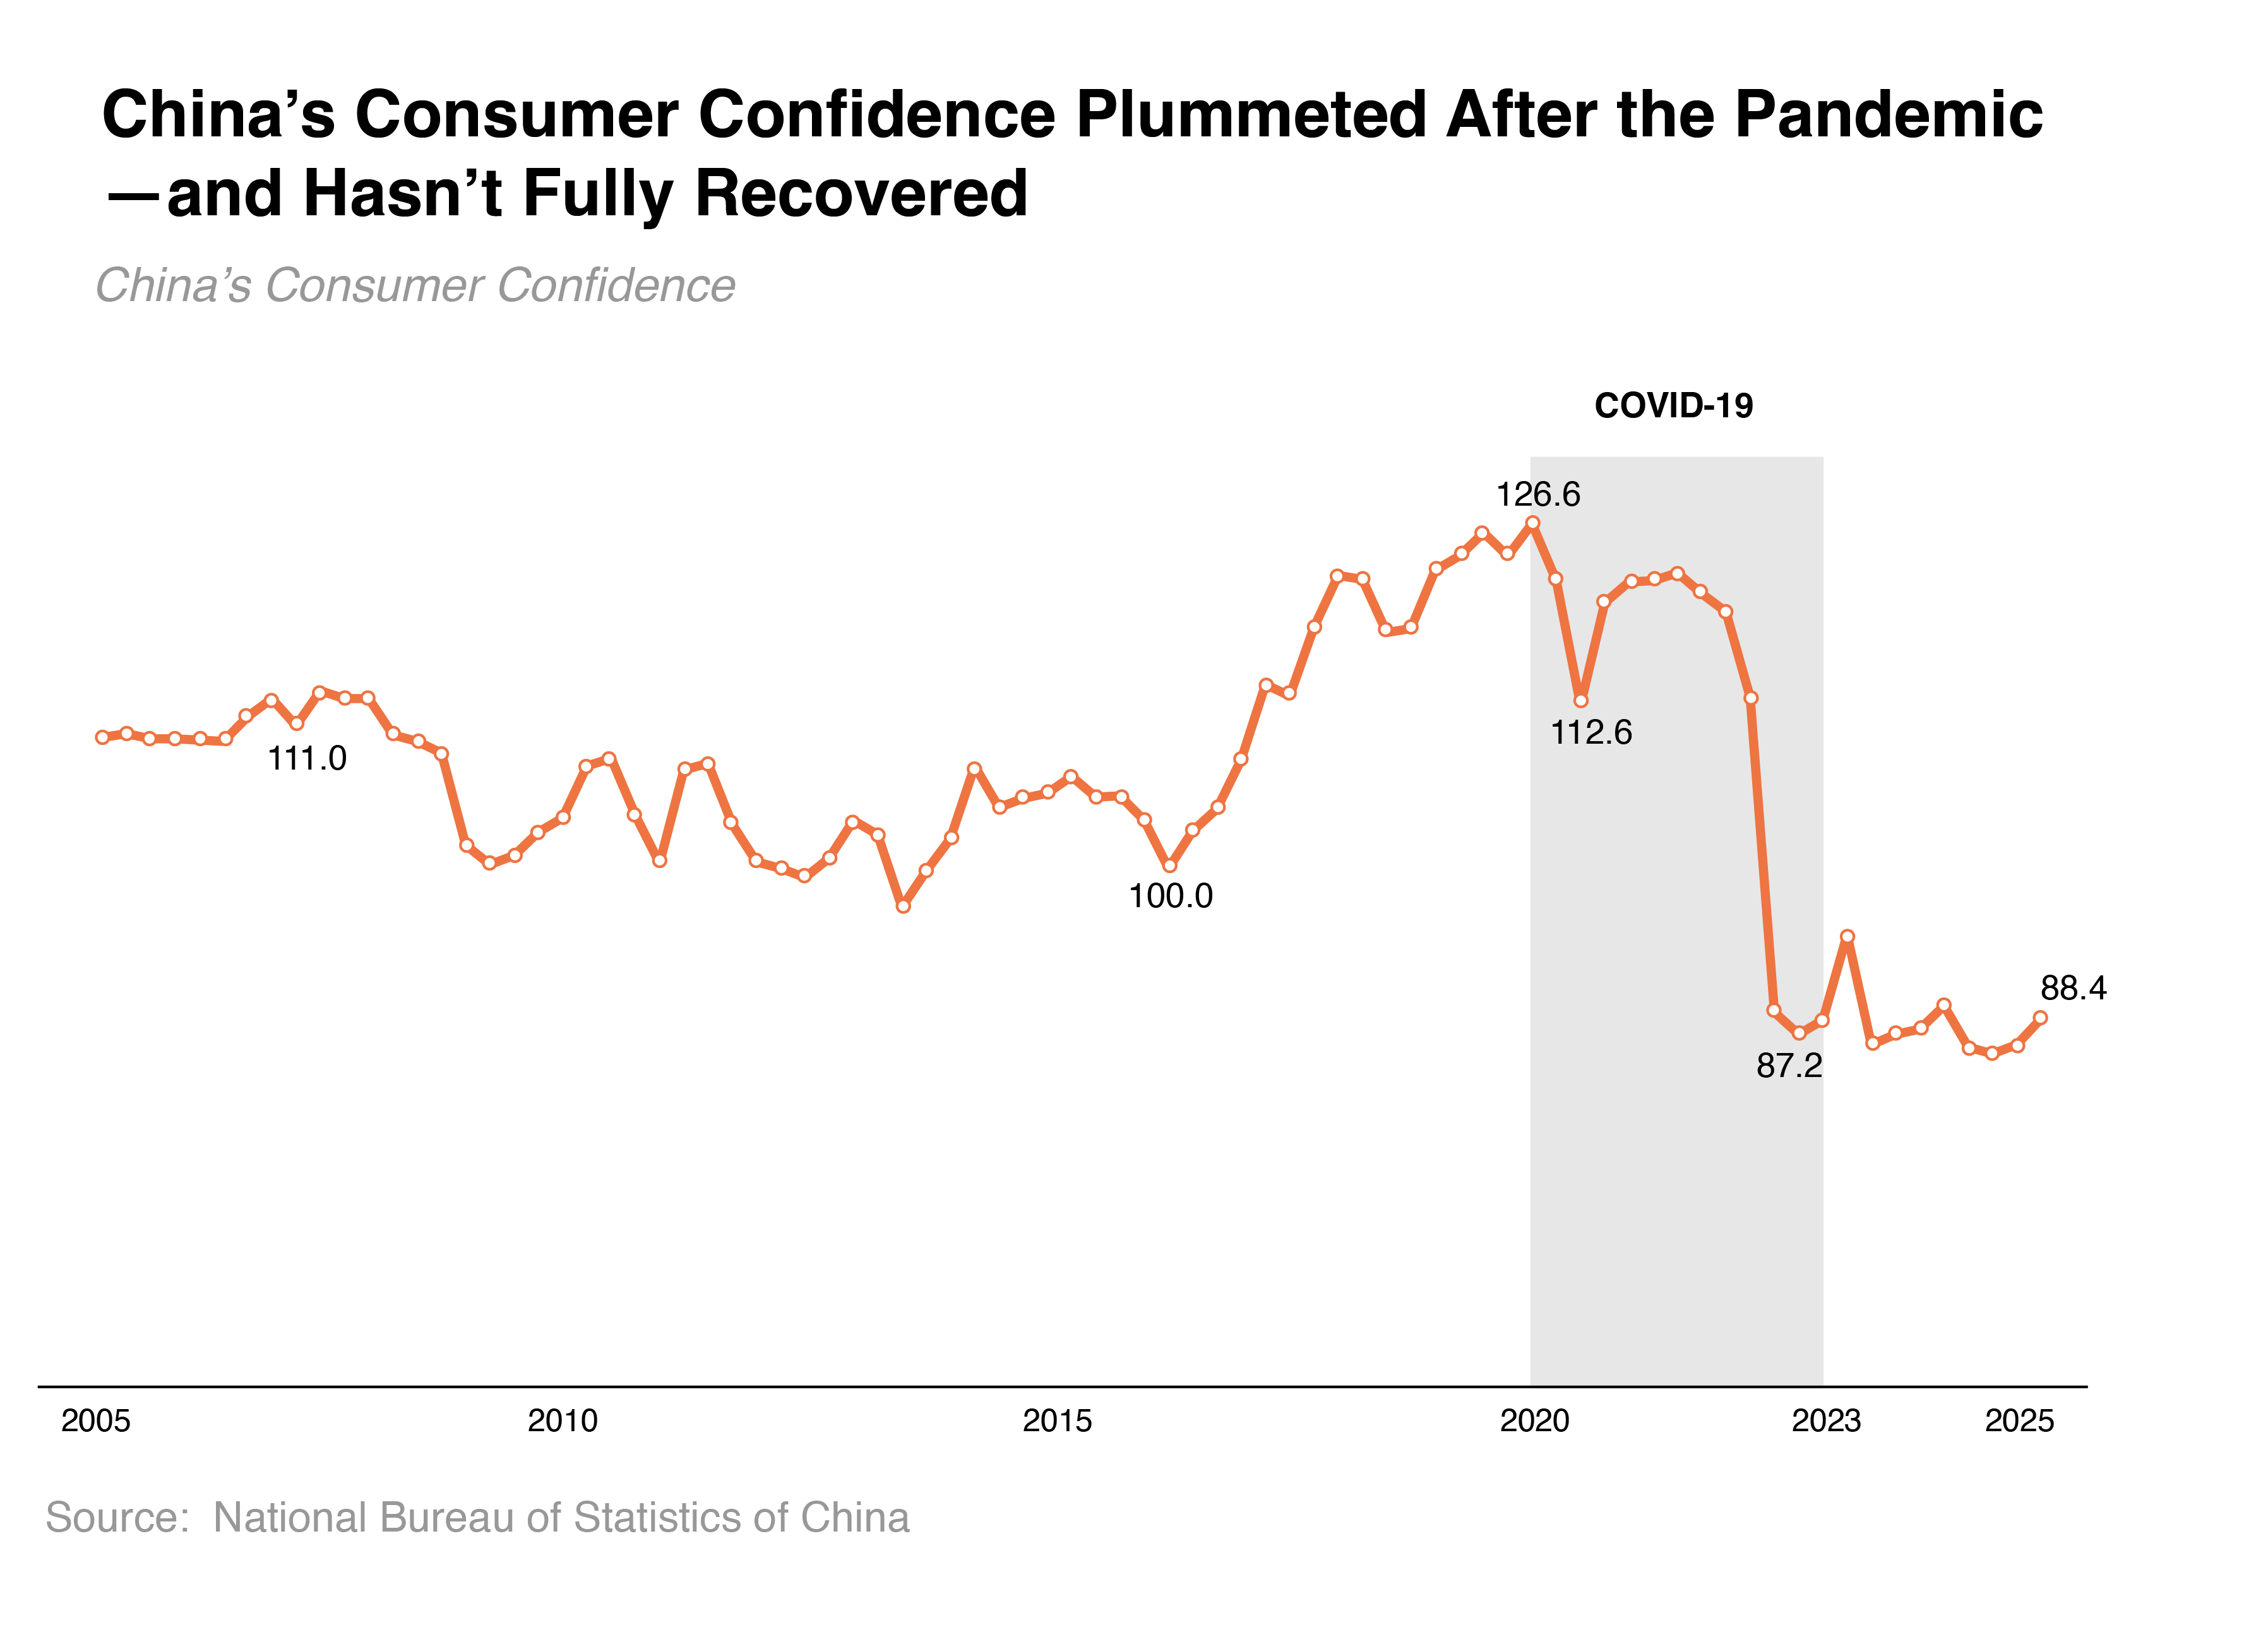 China’s Consumer Confidence Plummeted After the Pandemic
—and Hasn’t Fully Recovered
China’s Consumer Confidence
COVID-19
126.6
112.6
111.0
100.0
88.4
87.2
2005 2010 2015 2020 2023 2025
Source: National Bureau of Statistics of China